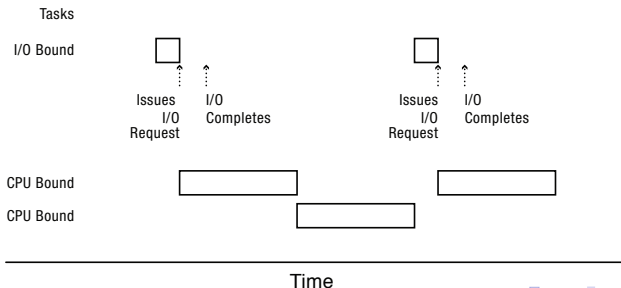 Tasks
I/O Bound
Issues I/O
I/O Completes
Request
Issues I/O
I/O Completes
Request
CPU Bound
CPU Bound
Time